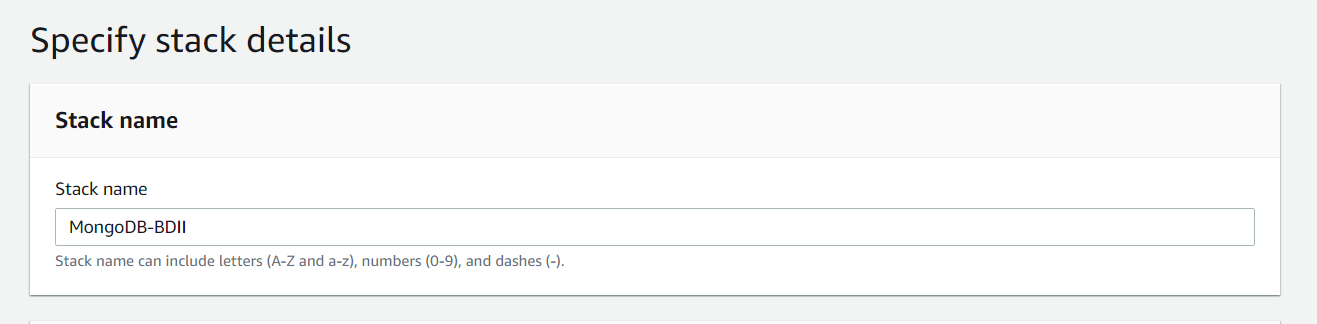 Specify stack details
Stack name
Stack name
MongoDB-BDII
Stack name can include letters (A-Z and a-z), numbers (0-9), and dashes (-).